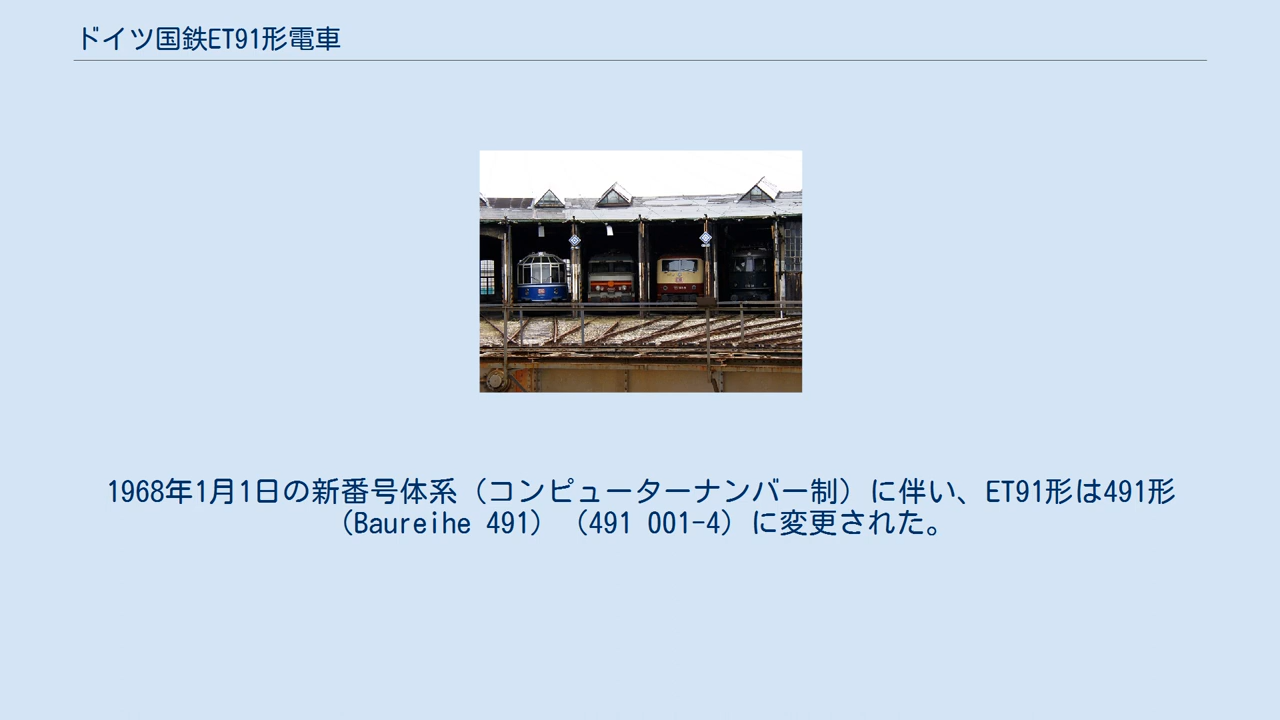 ドイツ国鉄ET91形電車
1968年1月1日の新番号体系（コンピューターナンバー制）に伴い、ET91形は491形
（Baureihe 491）（491 001-4）に変更された。